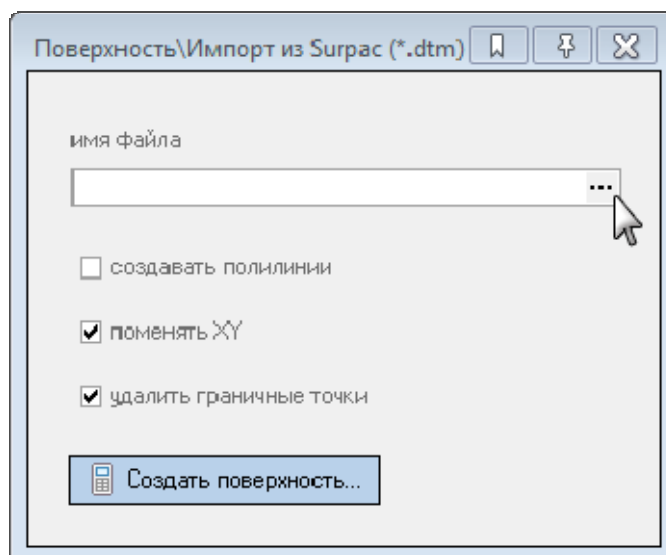 Поверхность\Импорт из Surpac (*.dtm)
имя файла
...
создавать полилинии
поменять XY
удалить граничные точки
Создать поверхность...